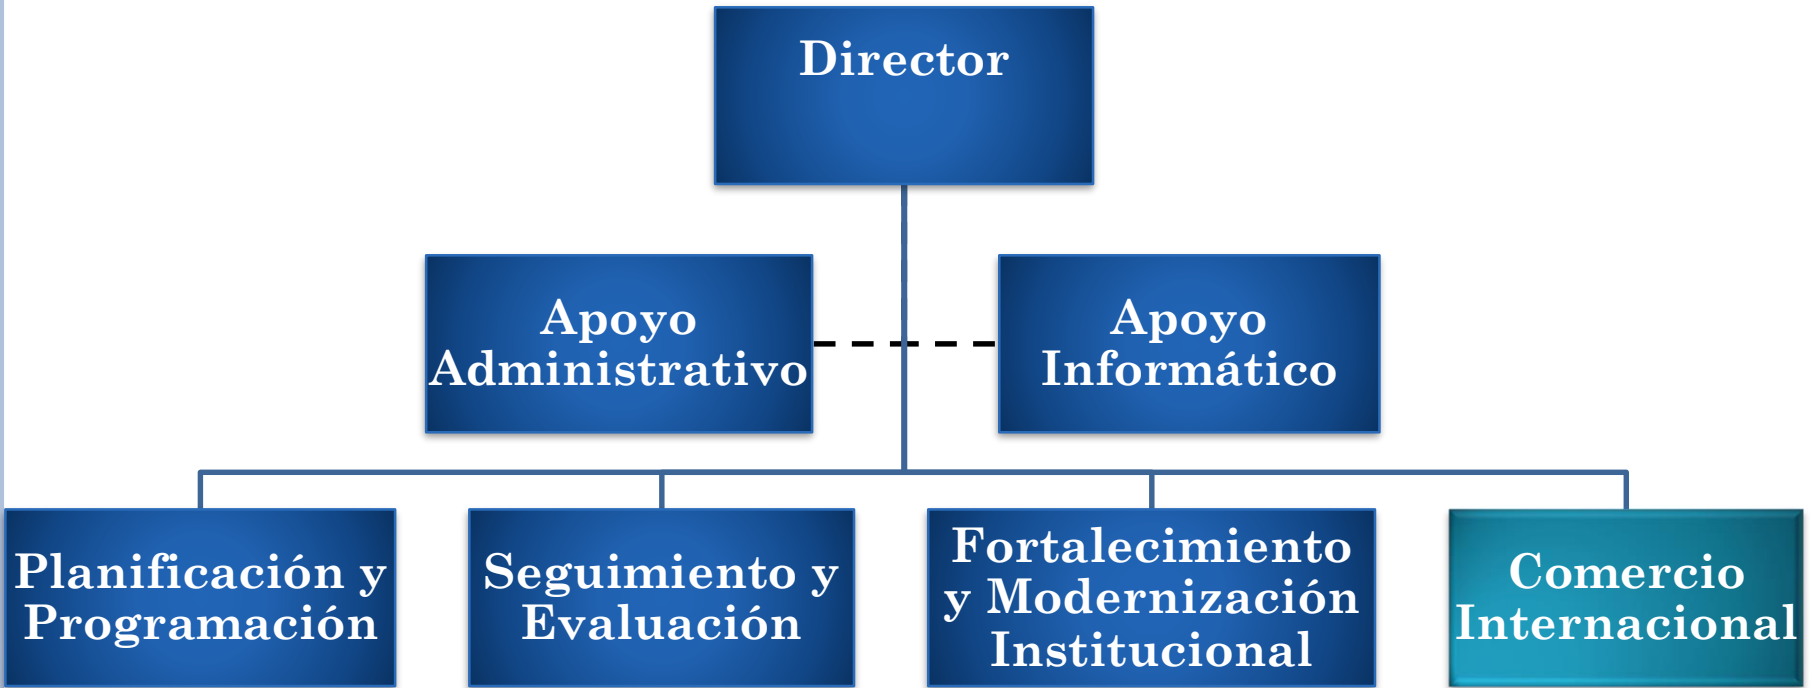 Director
Apoyo
Administrativo
Apoyo
Informático
Planificación y
Programación
Seguimiento y
Evaluación
Fortalecimiento
y Modernización
Institucional
Comercio
Internacional